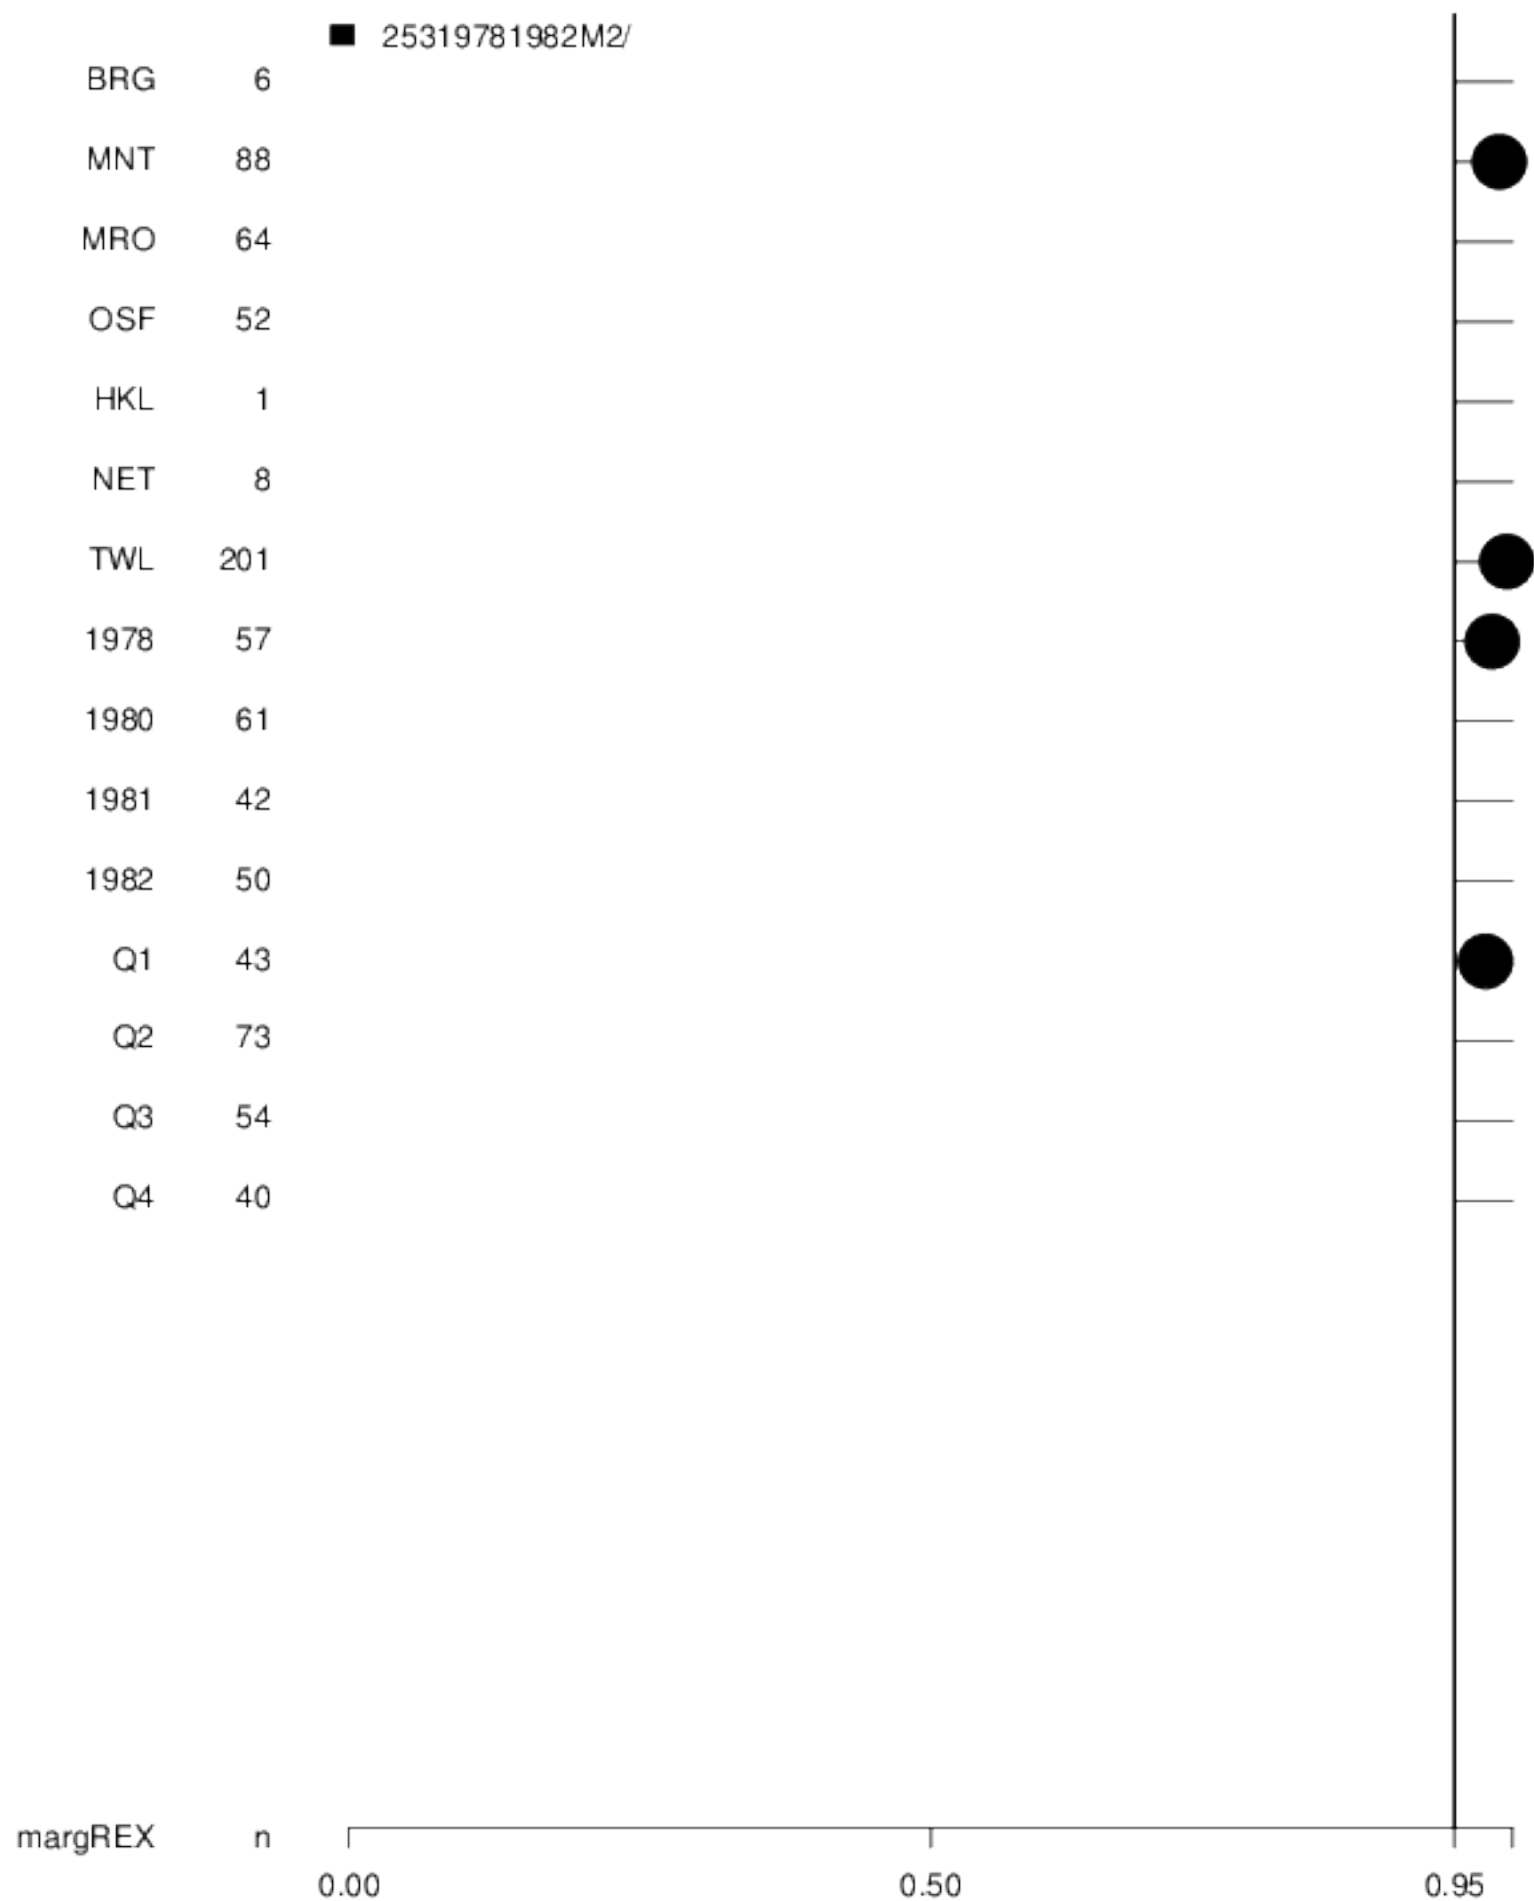 25319781982M2/
BRG 6
MNT 88
MRO 64
OSF 52
HKL 1
NET 8
TWL 201
1978 57
1980 61
1981 42
1982 50
Q1 43
Q2 73
Q3 54
Q4 40
margREX n
0.00 0.50 0.95